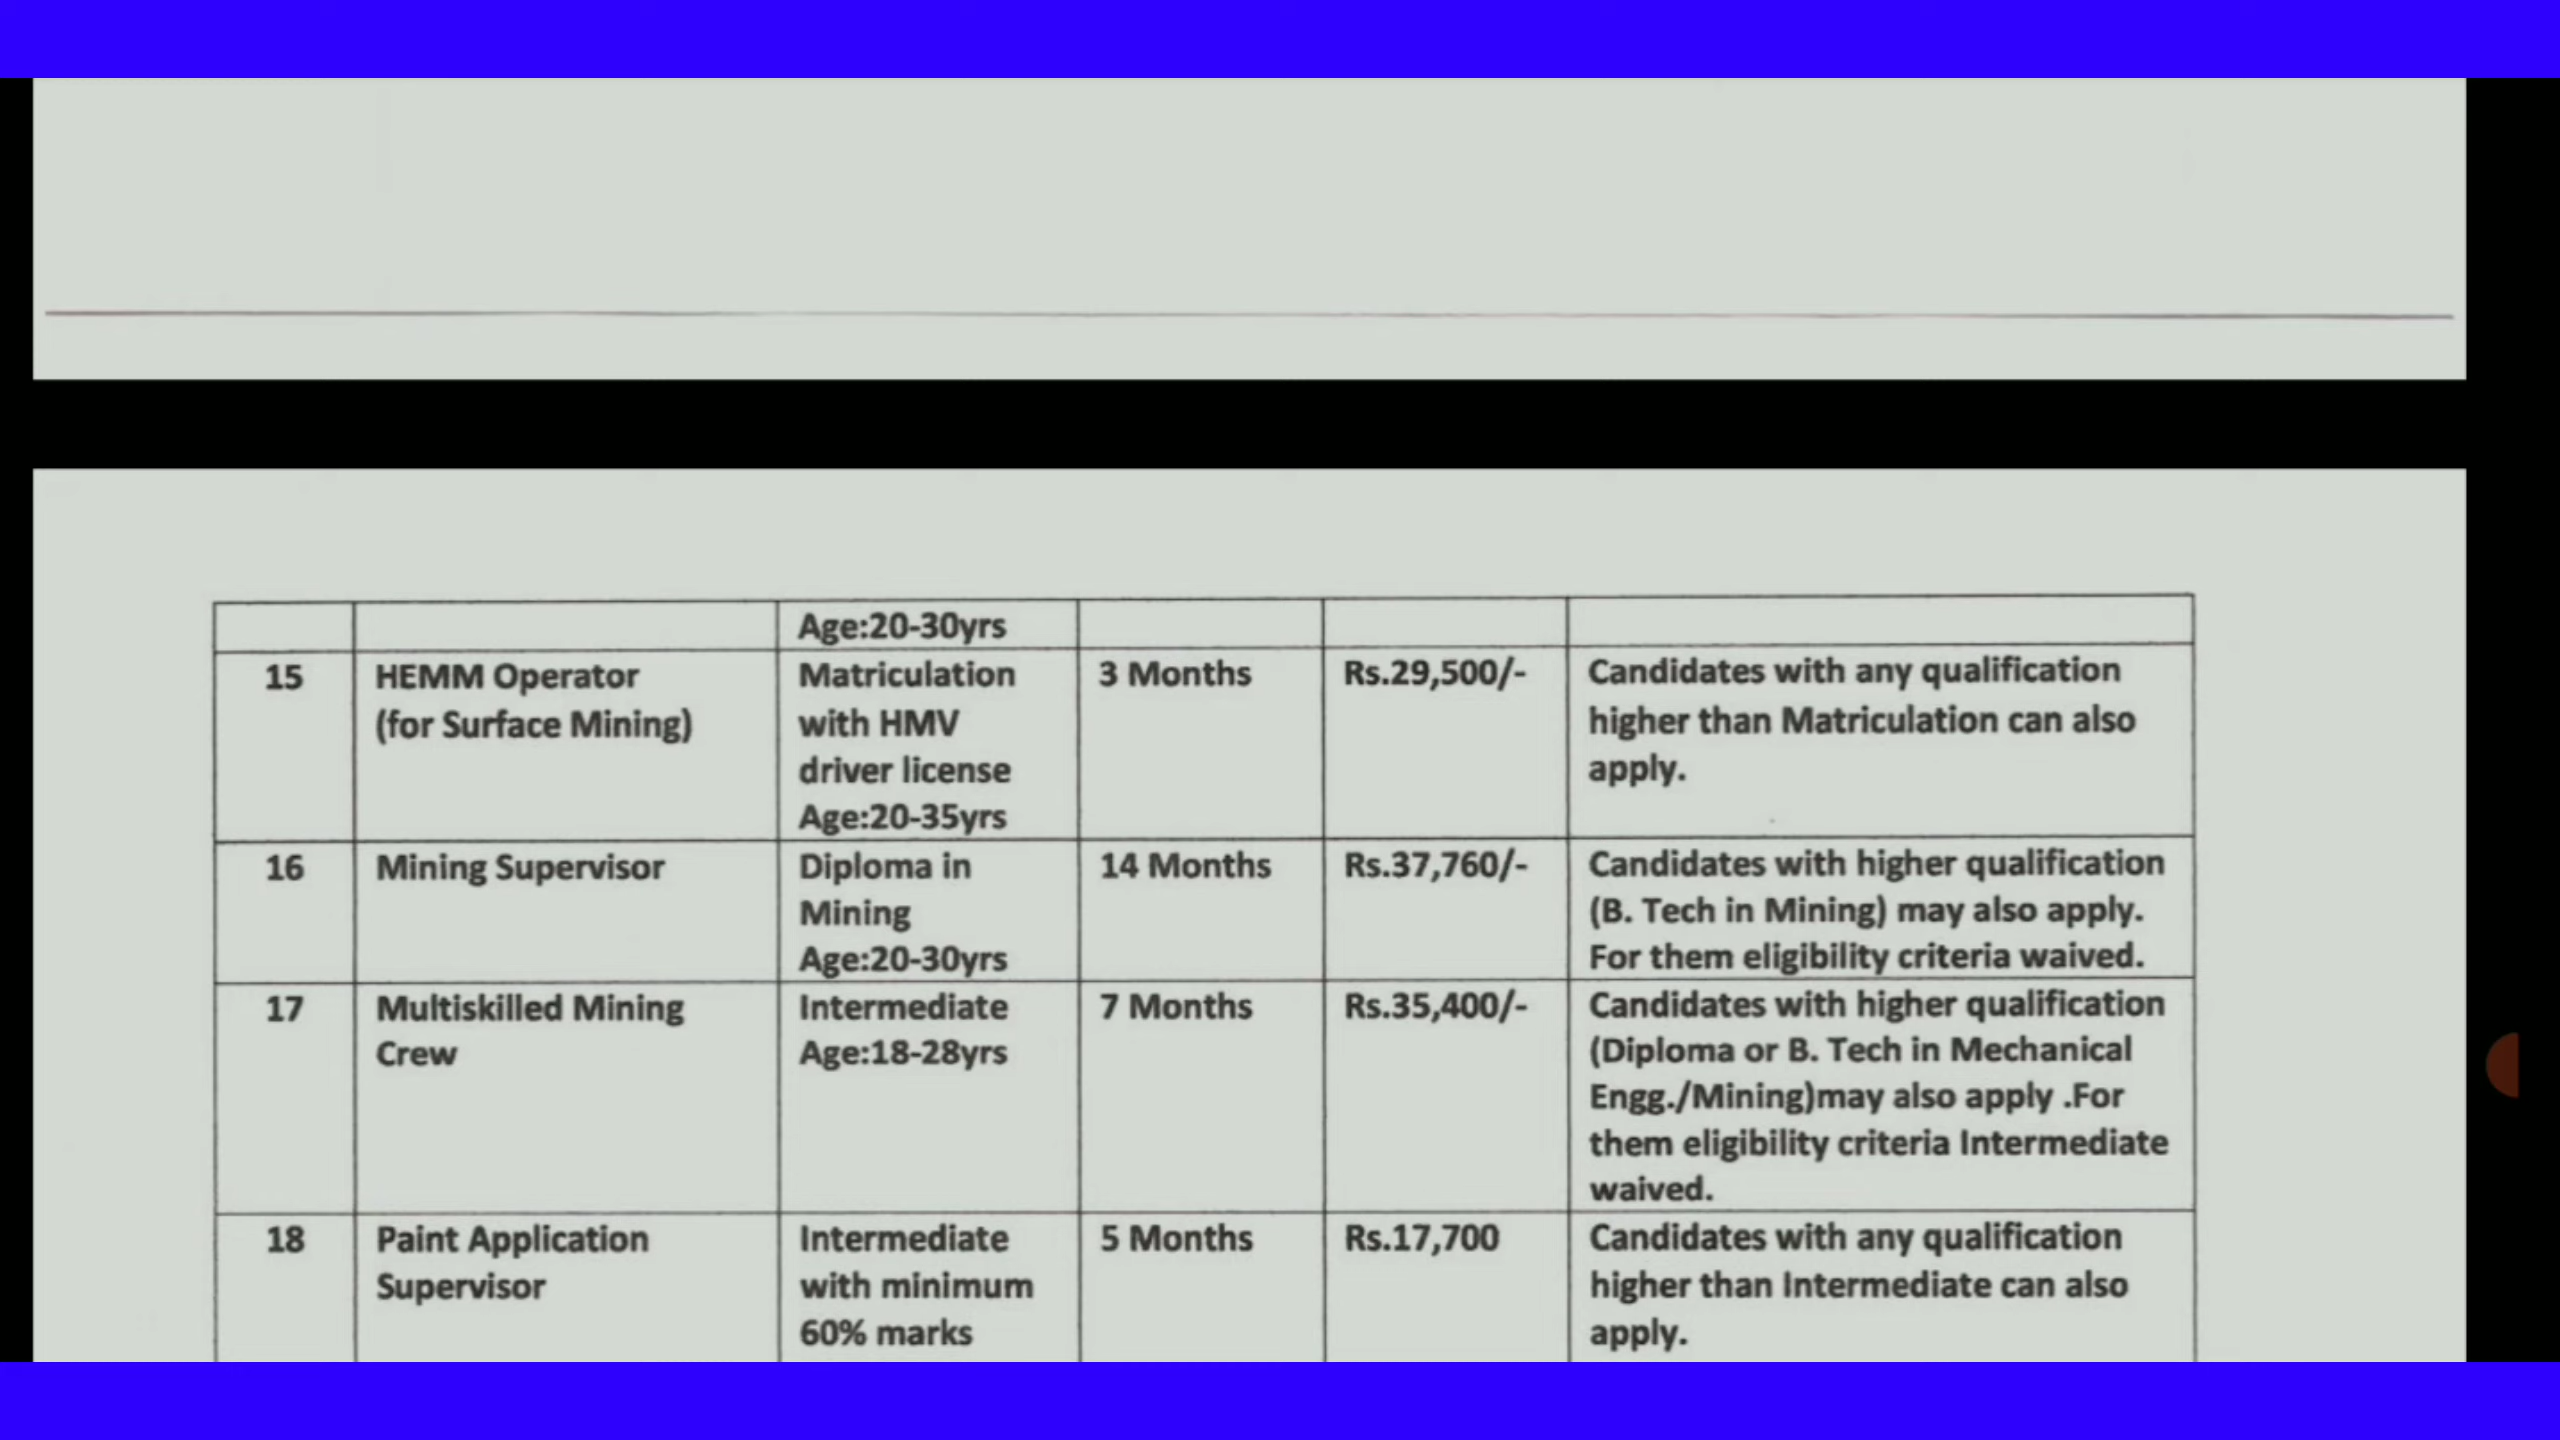 Age:20-30yrs
15 HEMM Operator Matriculation 3 Months Rs.29,500/- Candidates with any qualification
(for Surface Mining) with HMV higher than Matriculation can also
driver license apply.
Age:20-35yrs
16 Mining Supervisor Diploma in 14 Months Rs.37,760/- Candidates with higher qualification
Mining (B. Tech in Mining) may also apply.
Age:20-30yrs For them eligibility criteria waived.
17 Multiskilled Mining Intermediate 7 Months Rs.35,400/- Candidates with higher qualification
Crew Age:18-28yrs (Diploma or B. Tech in Mechanical
Engg./Mining)may also apply .For
them eligibility criteria Intermediate
waived.
18 Paint Application Intermediate 5 Months Rs.17,700 Candidates with any qualification
Supervisor with minimum higher than Intermediate can also
60% marks apply.